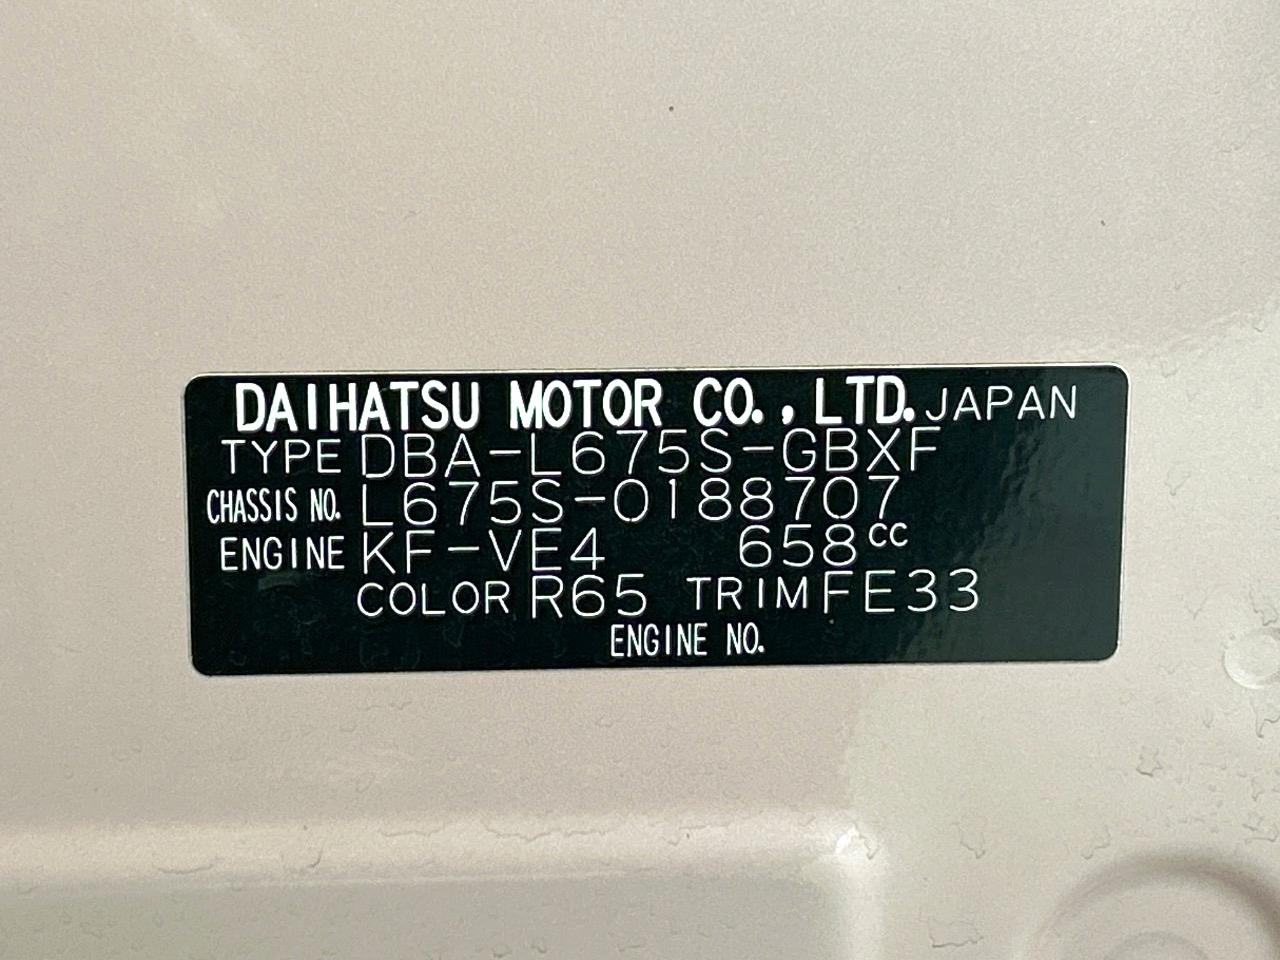 DAIHATSU MOTOR CO.,LTD. JAPAN
TYPE DBA-L675S-GBXF
CHASSIS NO. L675S-0188707
ENGINE KF-VE4 658cc
COLOR R65 TRIM FE33
ENGINE NO.